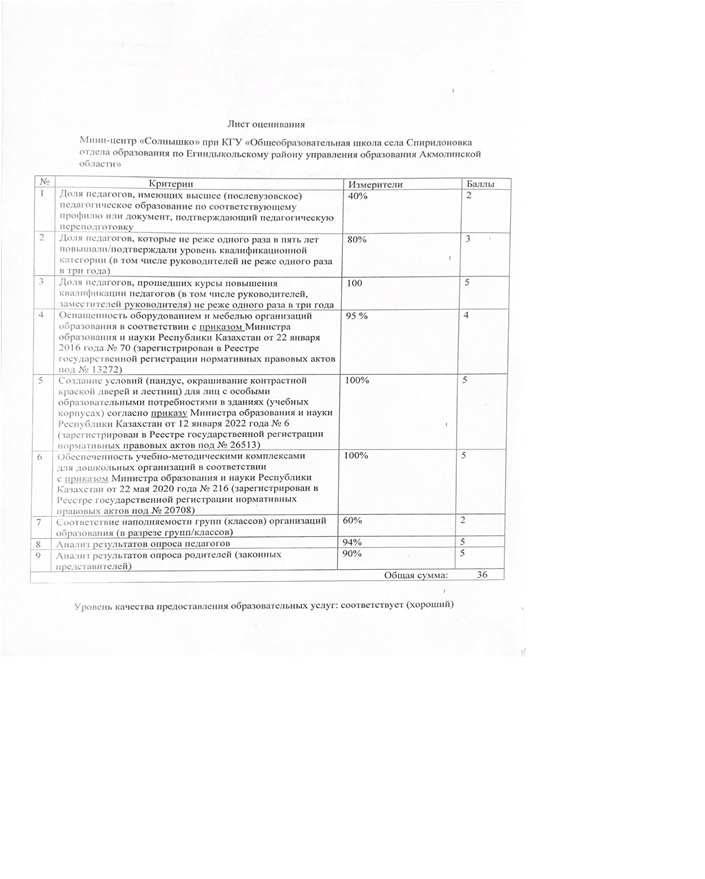 Лист оценивания
Мини-центр «Солнышко» при КГУ «Общеобразовательная школа села Спиридоновка
отдела образования по Егиндыкольскому району управления образования Акмолинской
области»
№ Критерии Измерители Баллы
1 Доля педагогов, имеющих высшее (послевузовское) 40% 2
педагогическое образование по соответствующему
профилю или документ, подтверждающий педагогическую
переподготовку
2 Доля педагогов, которые не реже одного раза в пять лет 80% 3
повышали/подтверждали уровень квалификационной
категории (в том числе руководителей не реже одного раза
в три года)
3 Доля педагогов, прошедших курсы повышения 100 5
квалификации педагогов (в том числе руководителей,
заместителей руководителя) не реже одного раза в три года
4 Оснащенность оборудованием и мебелью организаций 95 % 4
образования в соответствии с приказом Министра
образования и науки Республики Казахстан от 22 января
2016 года № 70 (зарегистрирован в Реестре
государственной регистрации нормативных правовых актов
под № 13272)
5 Создание условий (пандус, окрашивание контрастной 100% 5
краской дверей и лестниц) для лиц с особыми
образовательными потребностями в зданиях (учебных
корпусах) согласно приказу Министра образования и науки
Республики Казахстан от 12 января 2022 года № 6
(зарегистрирован в Реестре государственной регистрации
нормативных правовых актов под № 26513)
6 Обеспеченность учебно-методическими комплексами 100% 5
для дошкольных организаций в соответствии
с приказом Министра образования и науки Республики
Казахстан от 22 мая 2020 года № 216 (зарегистрирован в
Реестре государственной регистрации нормативных
правовых актов под № 20708)
7 Соответствие наполняемости групп (классов) организаций 60% 2
образования (в разрезе групп/классов)
8 Анализ результатов опроса педагогов 94% 5
9 Анализ результатов опроса родителей (законных 90% 5
представителей)
Общая сумма: 36
Уровень качества предоставления образовательных услуг: соответствует (хороший)